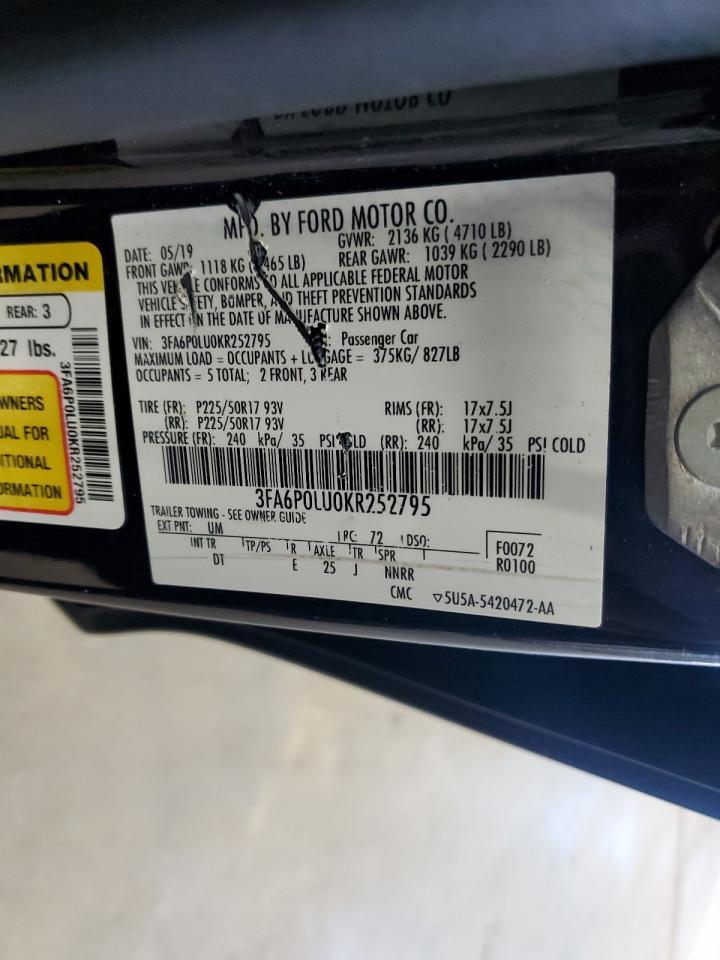 MFD. BY FORD MOTOR CO.
DATE: 05/19 GVWR: 2136 KG ( 4710 LB)
FRONT GAWR: 1118 KG ( 465 LB) REAR GAWR: 1039 KG ( 2290 LB)
THIS VEHICLE CONFORMS TO ALL APPLICABLE FEDERAL MOTOR
VEHICLE SAFETY, BUMPER, AND THEFT PREVENTION STANDARDS
IN EFFECT ON THE DATE OF MANUFACTURE SHOWN ABOVE.
VIN: 3FA6P0LU0KR252795 : Passenger Car
MAXIMUM LOAD = OCCUPANTS + LUGGAGE = 375KG/ 827LB
OCCUPANTS = 5 TOTAL; 2 FRONT, 3 REAR
TIRE (FR): P225/50R17 93V RIMS (FR): 17x7.5J
(RR): P225/50R17 93V (RR): 17x7.5J
PRESSURE (FR): 240 kPa/ 35 PSI COLD (RR): 240 kPa/ 35 PSI COLD
3FA6P0LU0KR252795
TRAILER TOWING - SEE OWNER GUIDE
EXT PNT: UM RC: 72 DSO:
INT TR TP/PS R AXLE TR SPR
DT E 25 J NNRR
F0072
R0100
CMC ▽5U5A-5420472-AA
RMATION
REAR: 3
27 lbs.
WNERS
UAL FOR
ITIONAL
ORMATION
3FA6P0LU0KR252795